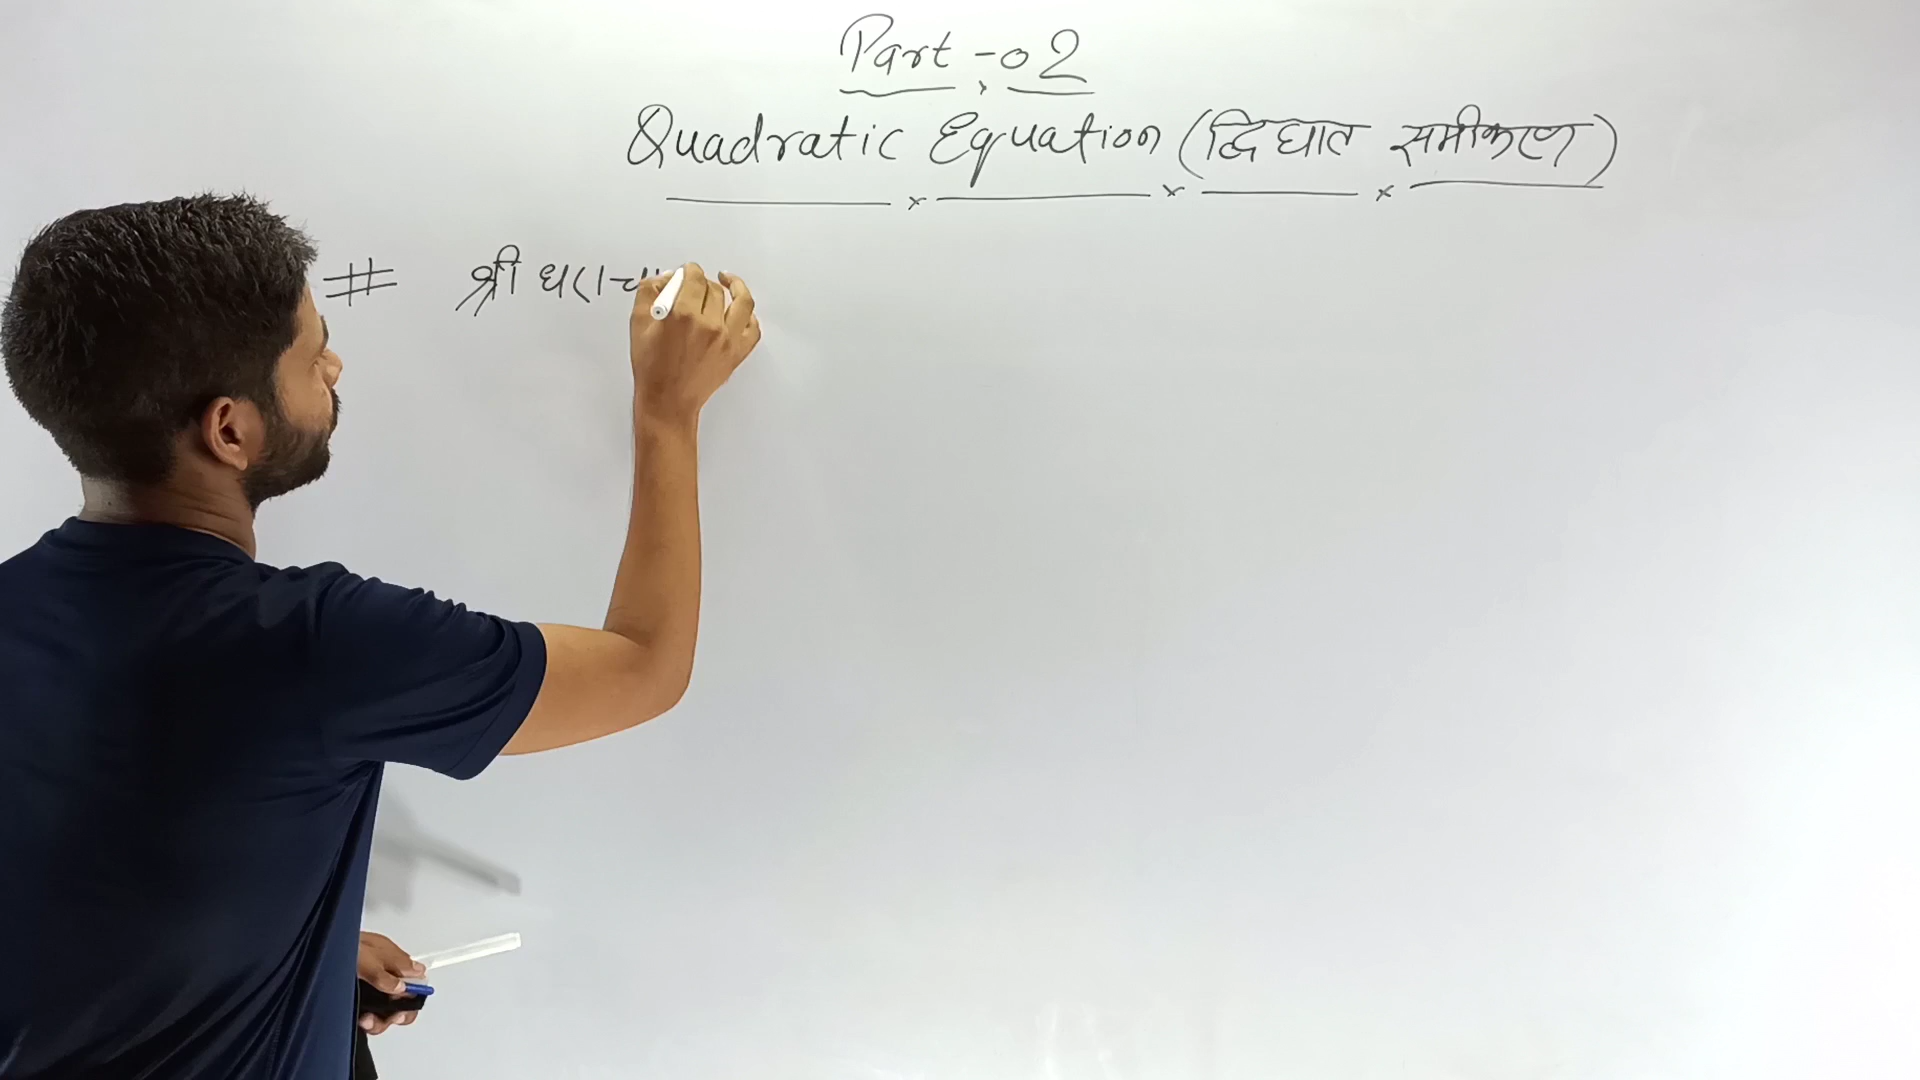 Part - 02
Quadratic Equation (द्विघात समीकरण)
# श्री धराचा